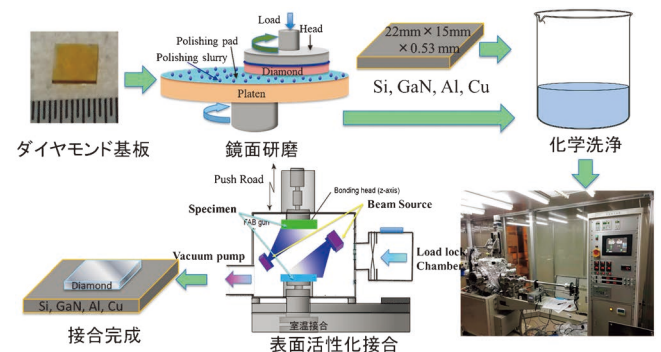 Load
Head
Polishing pad
Polishing slurry
Diamond
Platen
22mm×15mm
×0.53 mm
Si, GaN, Al, Cu
ダイヤモンド基板
鏡面研磨
化学洗浄
Push Road
Bonding head (z-axis)
Specimen
Beam Source
FAB gun
Vacuum pump
Load lock
Chamber
Diamond
Si, GaN, Al, Cu
室温接合
接合完成
表面活性化接合